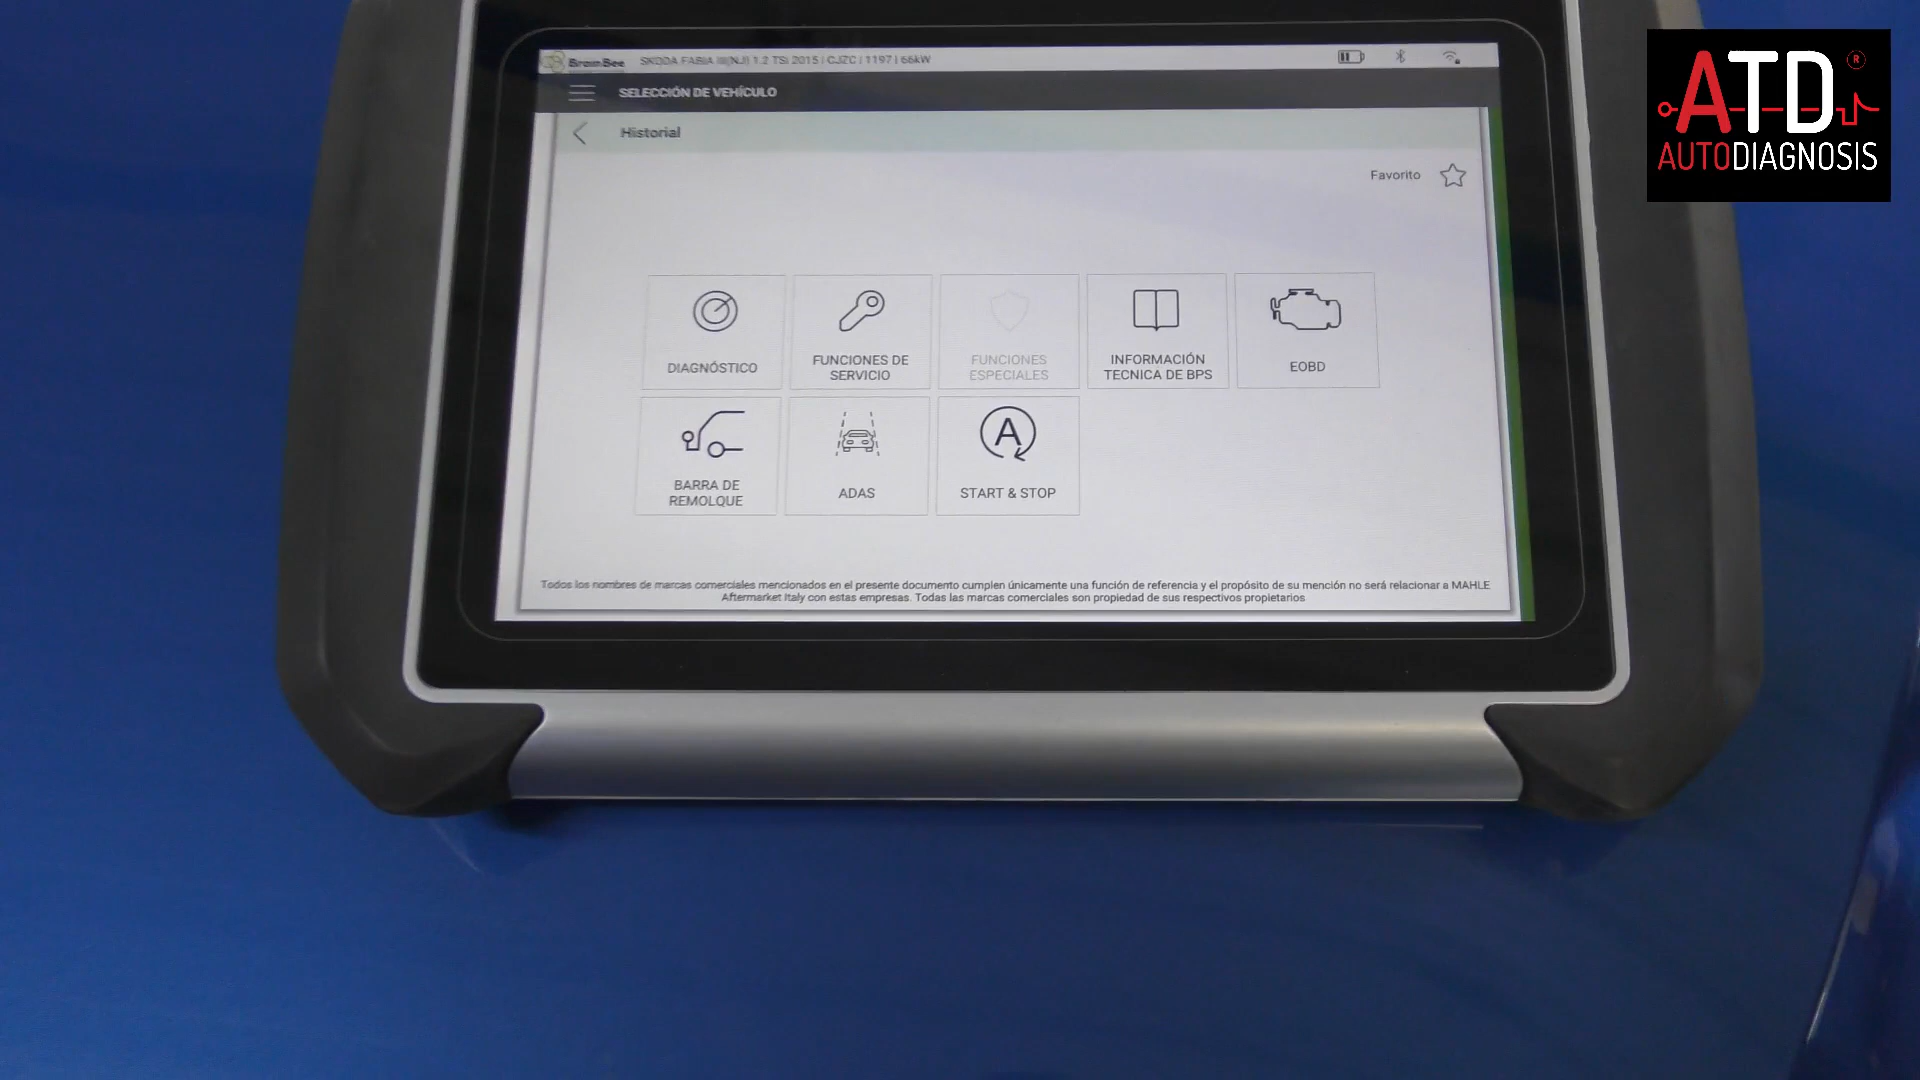 BrainBee SKODA FABIA III(NJ) 1.2 TSi 2015 | CJZC | 1197 | 66kW
SELECCIÓN DE VEHÍCULO
Historial
Favorito
DIAGNÓSTICO
FUNCIONES DE
SERVICIO
FUNCIONES
ESPECIALES
INFORMACIÓN
TECNICA DE BPS
EOBD
BARRA DE
REMOLQUE
ADAS
A
START & STOP
Todos los nombres de marcas comerciales mencionados en el presente documento cumplen únicamente una función de referencia y el propósito de su mención no será relacionar a MAHLE
Aftermarket Italy con estas empresas. Todas las marcas comerciales son propiedad de sus respectivos propietarios
ATD ®
AUTODIAGNOSIS